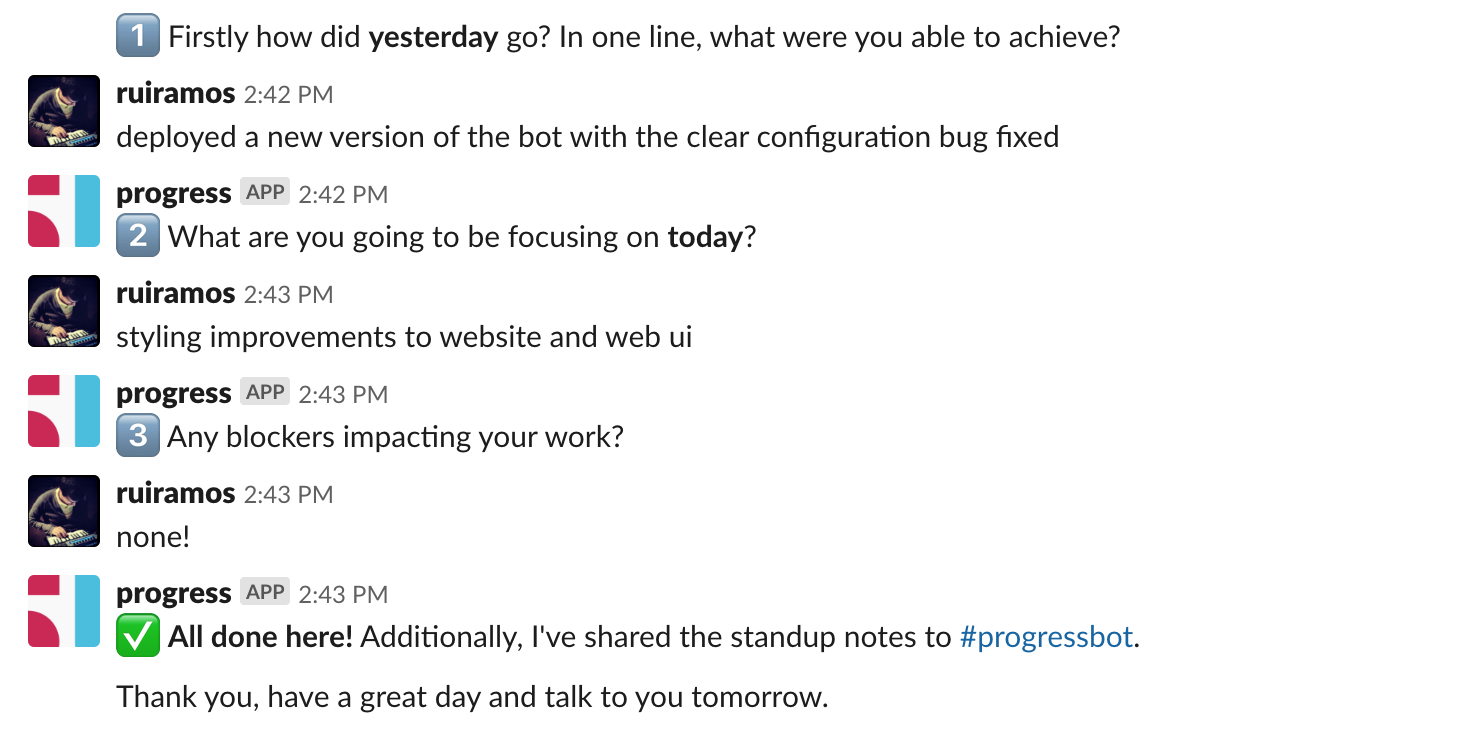 1 Firstly how did yesterday go? In one line, what were you able to achieve?
ruiramos 2:42 PM
deployed a new version of the bot with the clear configuration bug fixed
progress APP 2:42 PM
2 What are you going to be focusing on today?
ruiramos 2:43 PM
styling improvements to website and web ui
progress APP 2:43 PM
3 Any blockers impacting your work?
ruiramos 2:43 PM
none!
progress APP 2:43 PM
✅ All done here! Additionally, I've shared the standup notes to #progressbot.
Thank you, have a great day and talk to you tomorrow.